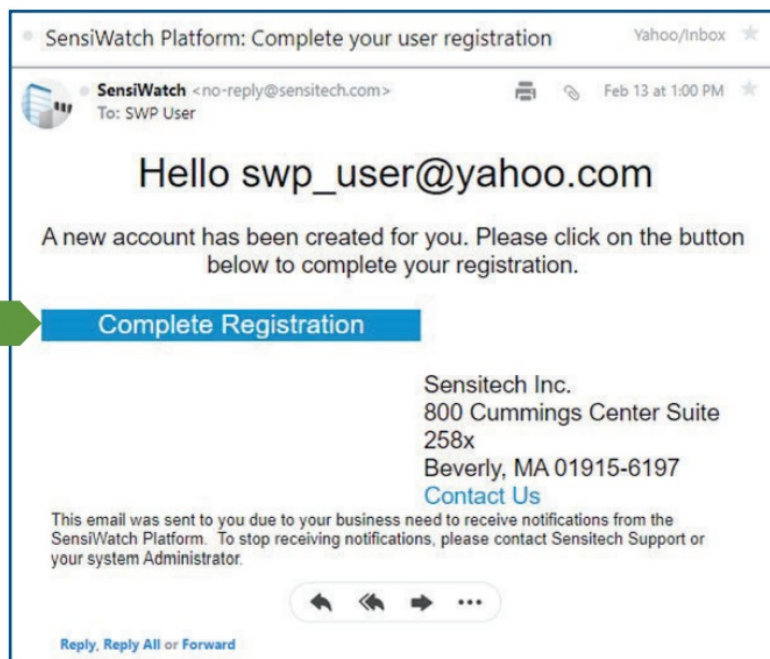 SensiWatch Platform: Complete your user registration
Yahoo/Inbox
SensiWatch <no-reply@sensitech.com>
Feb 13 at 1:00 PM
To: SWP User
Hello swp_user@yahoo.com
A new account has been created for you. Please click on the button
below to complete your registration.
Complete Registration
Sensitech Inc.
800 Cummings Center Suite
258x
Beverly, MA 01915-6197
Contact Us
This email was sent to you due to your business need to receive notifications from the
SensiWatch Platform. To stop receiving notifications, please contact Sensitech Support or
your system Administrator.
Reply, Reply All or Forward